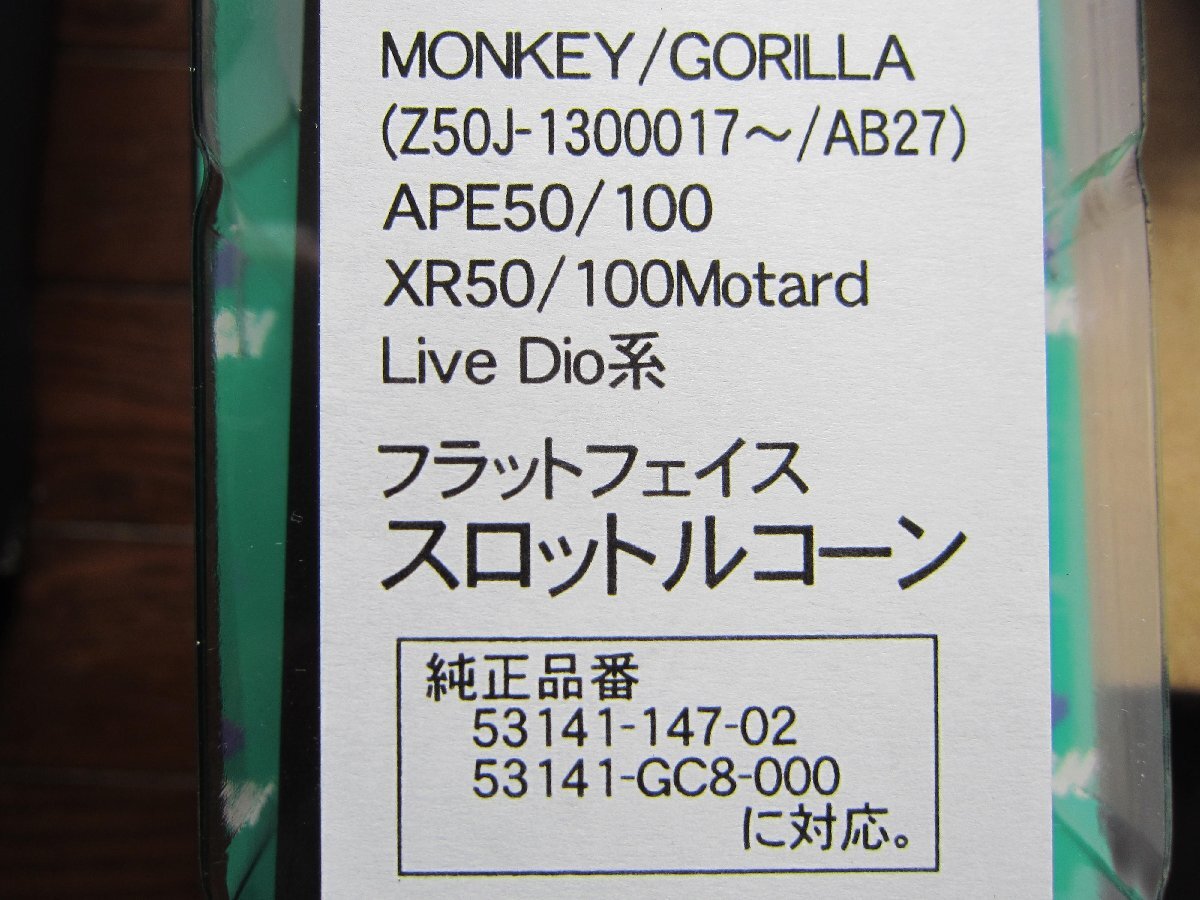 MONKEY/GORILLA
(Z50J-1300017～/AB27)
APE50/100
XR50/100Motard
Live Dio系
フラットフェイス
スロットルコーン
純正品番
53141-147-02
53141-GC8-000
に対応。